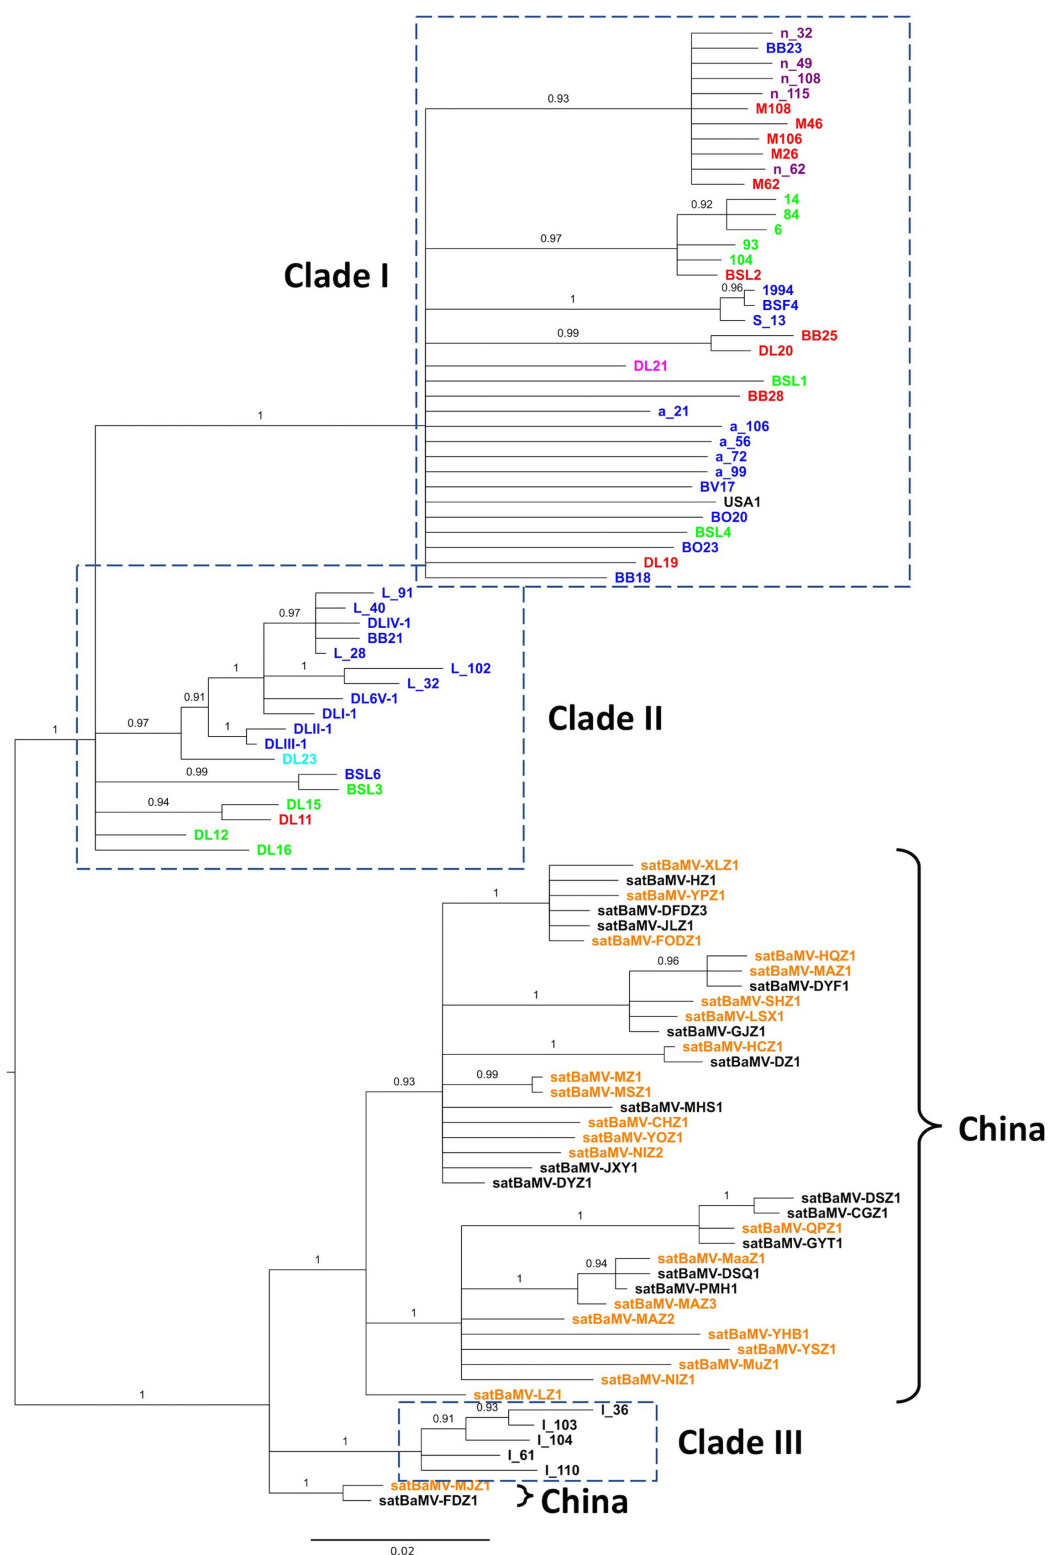 n_32
BB23
n_49
n_108
n_115
0.93
M108
M46
M106
M26
n_62
M62
14
0.92
84
6
0.97
93
104
Clade I
BSL2
0.96
1994
1
BSF4
S_13
0.99
BB25
DL20
DL21
BSL1
BB28
a_21
1
a_106
a_56
a_72
a_99
BV17
USA1
BO20
BSL4
BO23
DL19
BB18
L_91
L_40
0.97
DLIV-1
BB21
L_28
1
1
L_102
L_32
0.91
DL6V-1
DLI-1
Clade II
1
0.97
1
DLII-1
DLIII-1
DL23
0.99
BSL6
BSL3
0.94
DL15
DL11
DL12
DL16
satBaMV-XLZ1
satBaMV-HZ1
1
satBaMV-YPZ1
satBaMV-DFDZ3
satBaMV-JLZ1
satBaMV-FODZ1
satBaMV-HQZ1
0.96
satBaMV-MAZ1
satBaMV-DYF1
1
satBaMV-SHZ1
satBaMV-LSX1
satBaMV-GJZ1
1
satBaMV-HCZ1
satBaMV-DZ1
0.93
0.99
satBaMV-MZ1
satBaMV-MSZ1
satBaMV-MHS1
satBaMV-CHZ1
China
satBaMV-YOZ1
satBaMV-NIZ2
satBaMV-JXY1
satBaMV-DYZ1
1
satBaMV-DSZ1
satBaMV-CGZ1
1
satBaMV-QPZ1
satBaMV-GYT1
1
0.94
satBaMV-MaaZ1
satBaMV-DSQ1
1
satBaMV-PMH1
satBaMV-MAZ3
1
satBaMV-MAZ2
satBaMV-YHB1
satBaMV-YSZ1
satBaMV-MuZ1
satBaMV-NIZ1
satBaMV-LZ1
1
0.93
I_36
0.91
I_103
I_104
Clade III
1
I_61
I_110
1
satBaMV-MJZ1
satBaMV-FDZ1
China
0.02